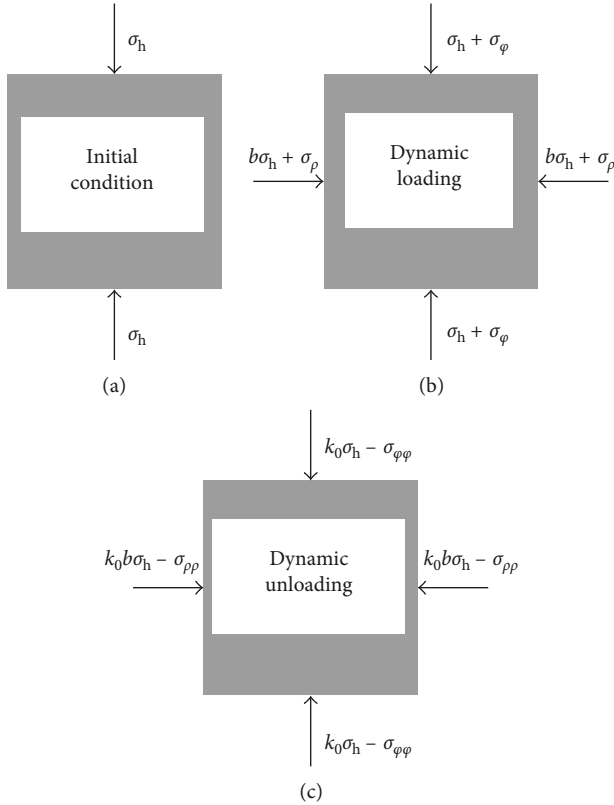 σh
Initial
condition
σh
(a)
σh + σφ
bσh + σρ
Dynamic
loading
bσh + σρ
σh + σφ
(b)
k0σh – σφφ
k0bσh – σρρ
Dynamic
unloading
k0bσh – σρρ
k0σh – σφφ
(c)